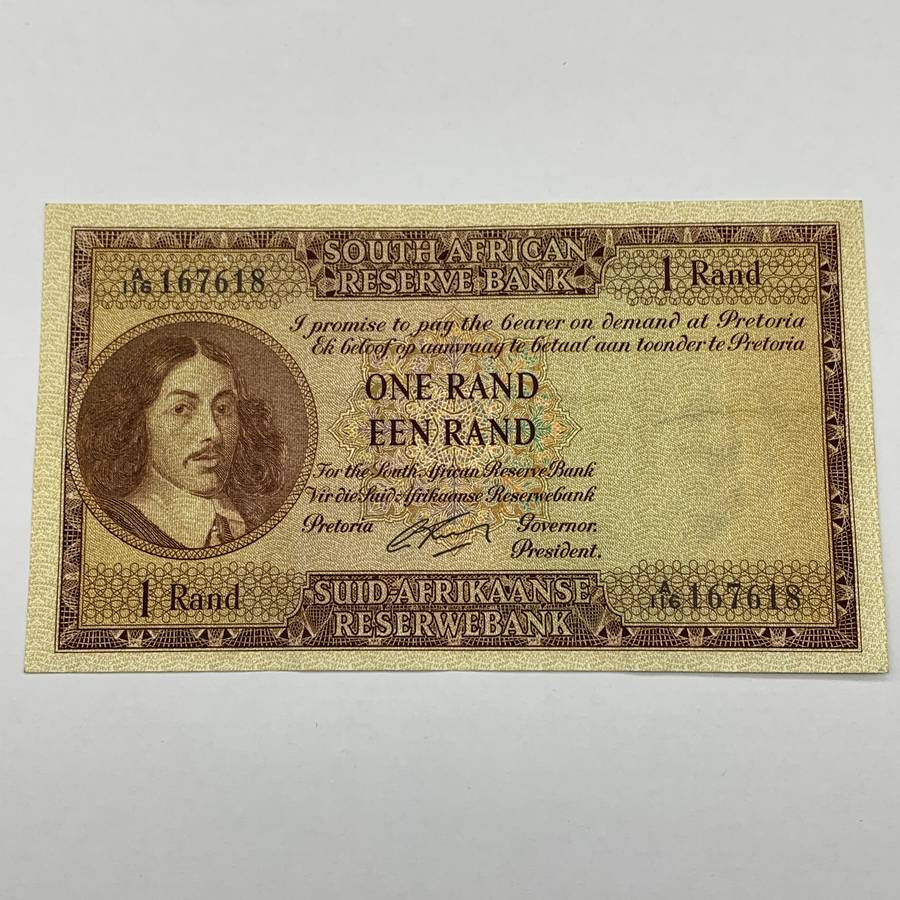 SOUTH AFRICAN
RESERVE BANK
A/116 167618
1 Rand
I promise to pay the bearer on demand at Pretoria
Ek beloof op aanvraag te betaal aan toonder te Pretoria
ONE RAND
EEN RAND
For the South African Reserve Bank
Vir die Suid-Afrikaanse Reserwebank
Pretoria
Governor.
President.
1 Rand
SUID-AFRIKAANSE
RESERWEBANK
A/116 167618